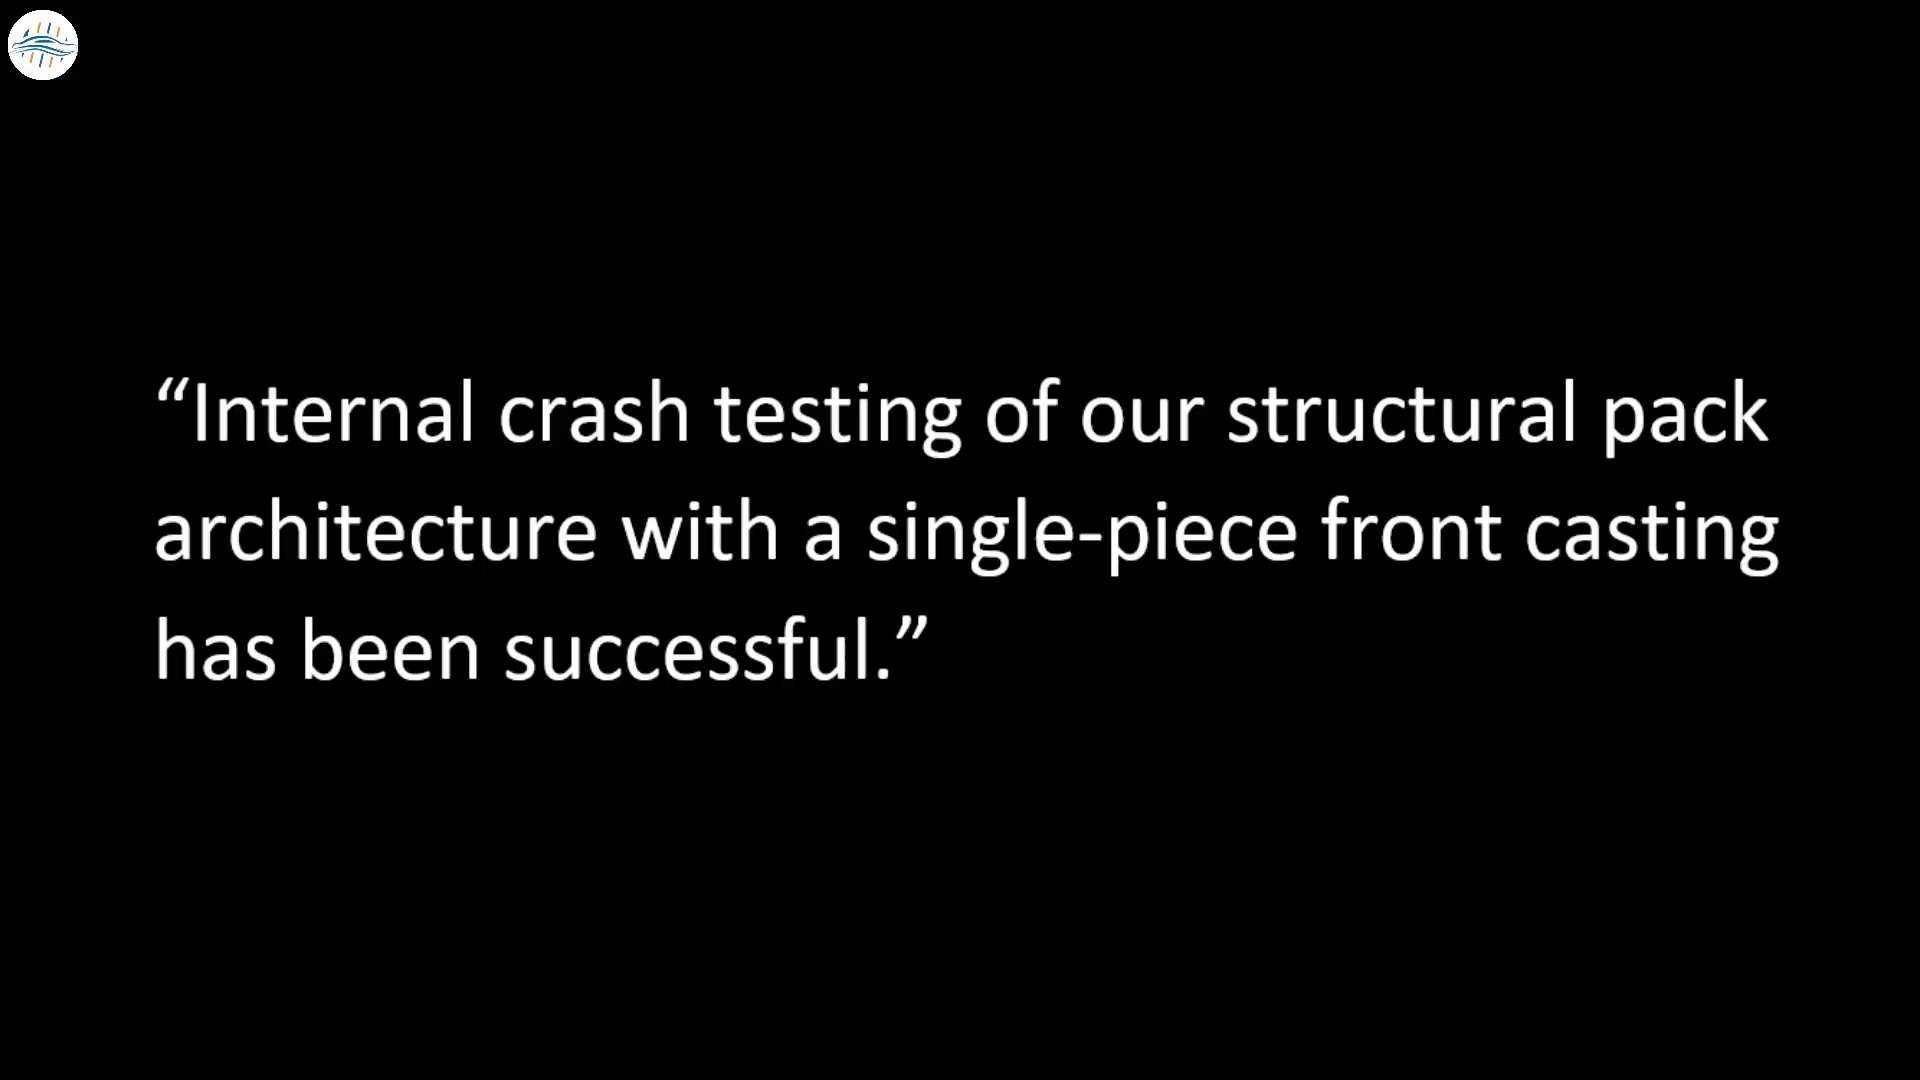 “Internal crash testing of our structural pack
architecture with a single-piece front casting
has been successful.”